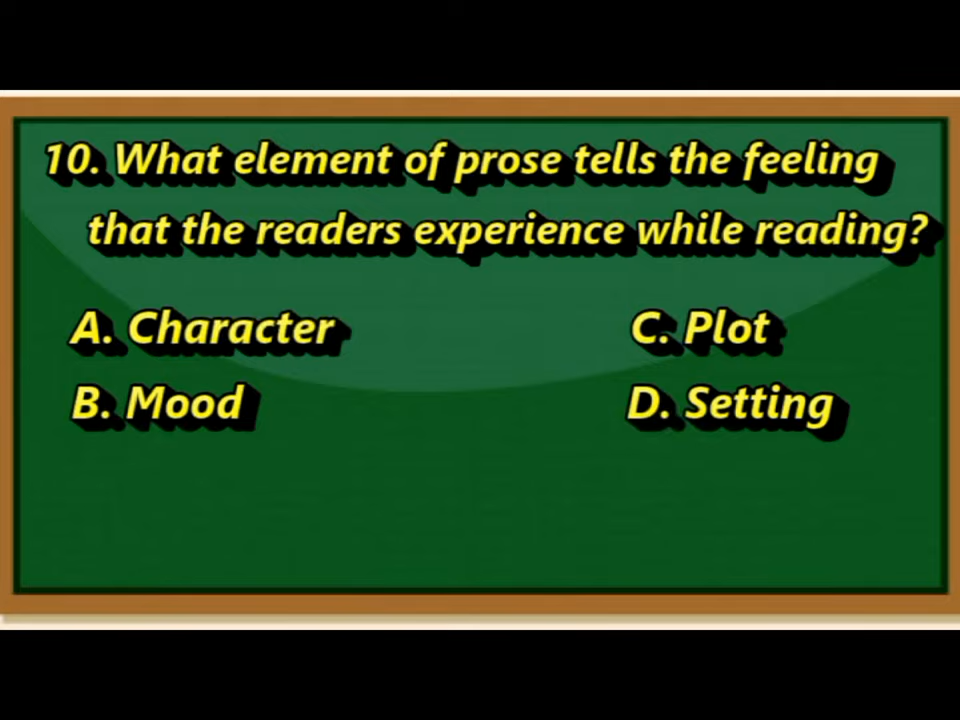 10. What element of prose tells the feeling
that the readers experience while reading?
A. Character
B. Mood
C. Plot
D. Setting